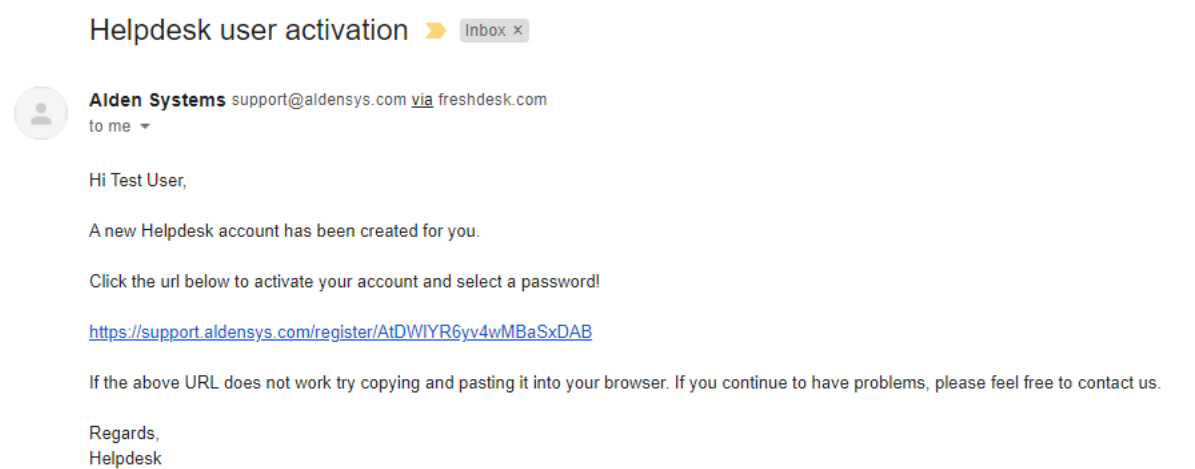 Helpdesk user activation Inbox ×
Alden Systems support@aldensys.com via freshdesk.com
to me
Hi Test User,
A new Helpdesk account has been created for you.
Click the url below to activate your account and select a password!
https://support.aldensys.com/register/AtDWIYR6yv4wMBaSxDAB
If the above URL does not work try copying and pasting it into your browser. If you continue to have problems, please feel free to contact us.
Regards,
Helpdesk